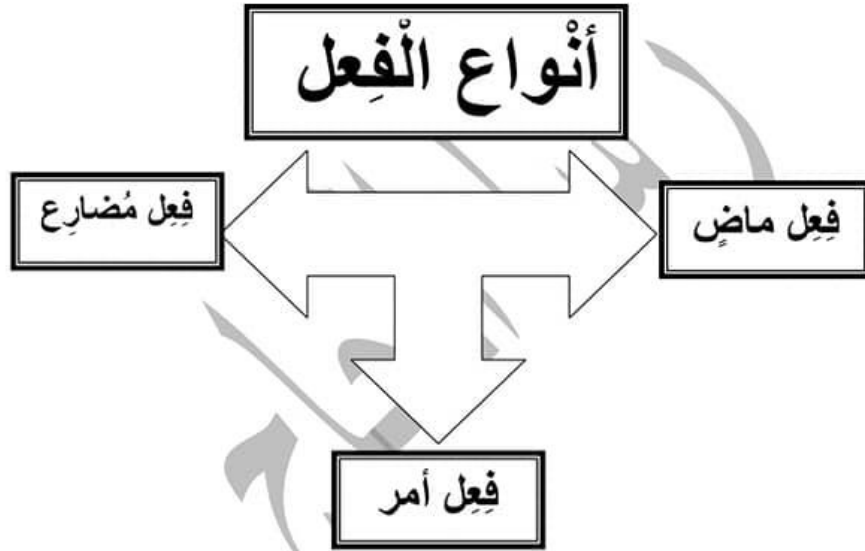 أنْواع الْفِعل
فِعِل ماضٍ
فِعِل مُضارِع
فِعِل أمر